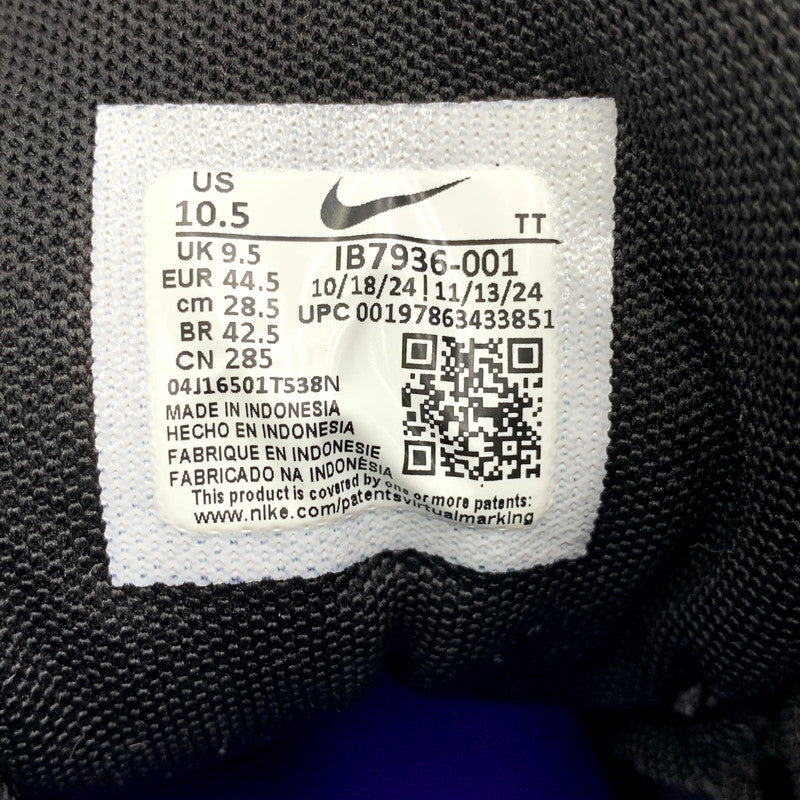 US
10.5
TT
UK 9.5
EUR 44.5
cm 28.5
BR 42.5
CN 285
IB7936-001
10/18/24 | 11/13/24
UPC 00197863433851
04J16501T538N
MADE IN INDONESIA
HECHO EN INDONESIA
FABRIQUE EN INDONESIE
FABRICADO NA INDONÉSIA
This product is covered by one or more patents:
www.nike.com/patentsvirtualmarking